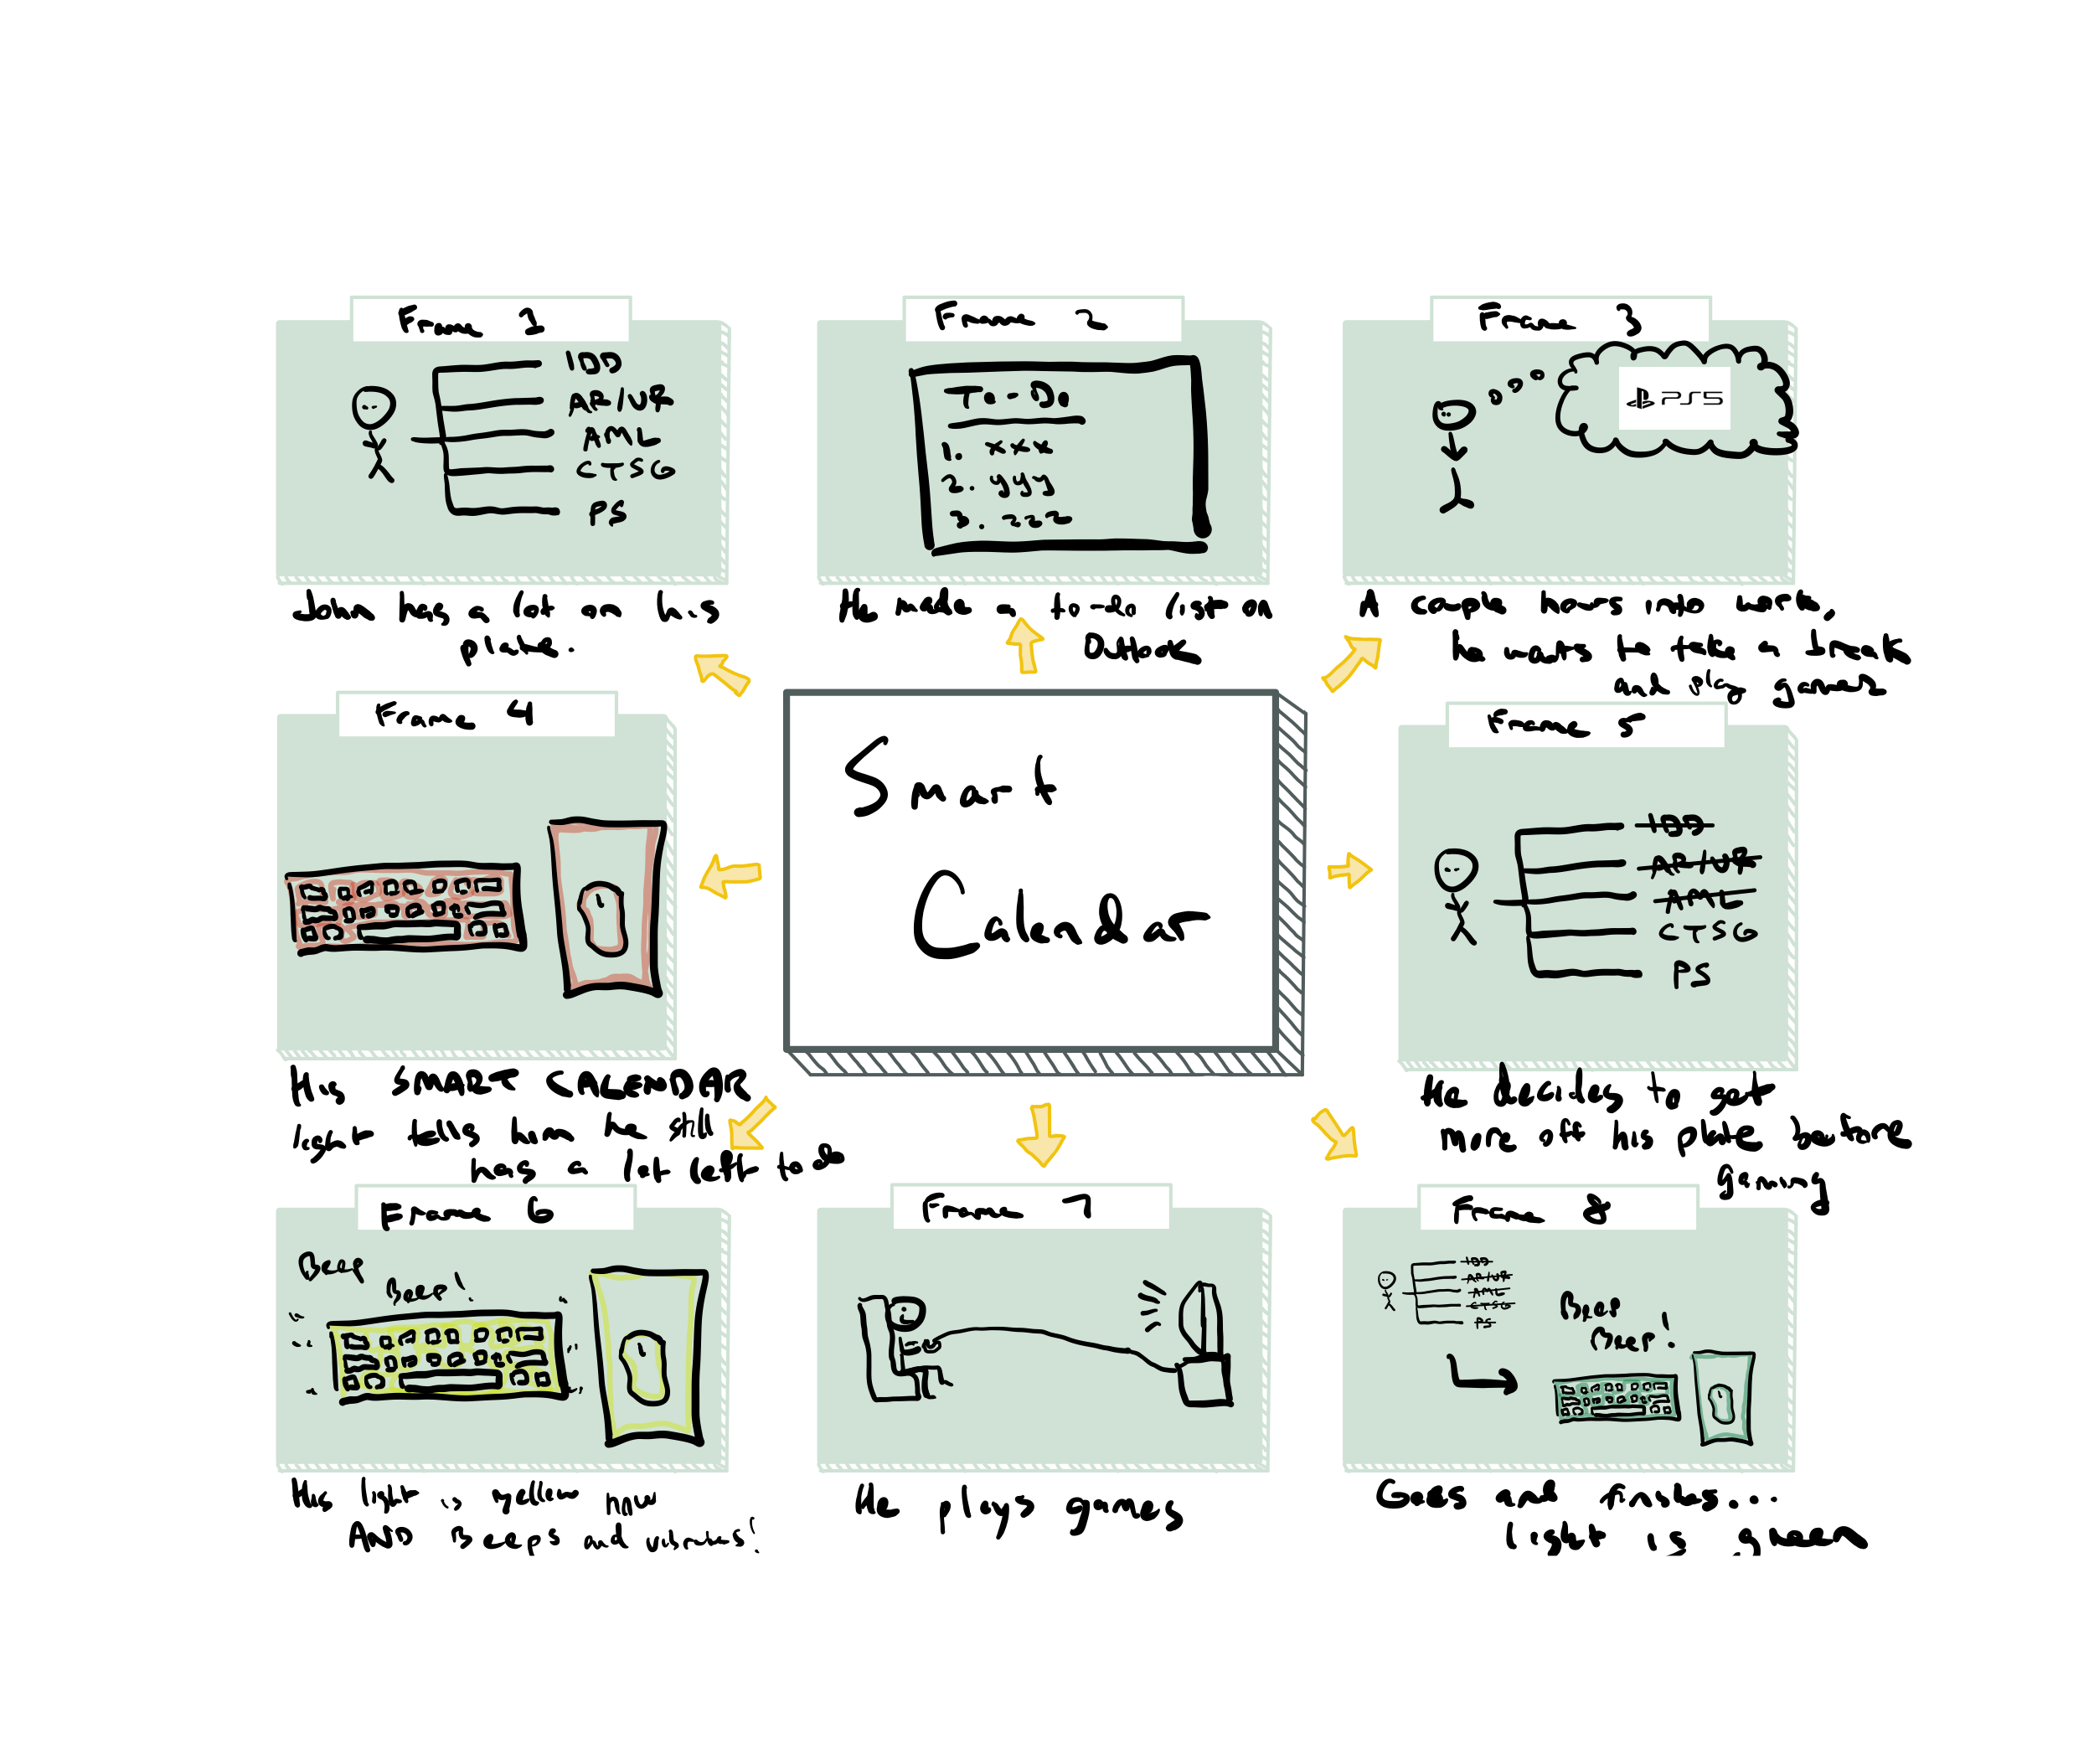 Frame 1
IDD
AR/VR
AML
CTSG
PS
John has a lot on his
plate.
Frame 2
To-Do
1. xxx
2. yyy
3. zzz
He made a to-do list on
Outlook
Frame 3
PS5
A couple hours into work,
he wants to take a break
and play games
Smart
Calendar
Frame 4
His SMART CALENDAR
light tells him he still
has a lot left to do
Frame 5
IDD
AR/VR
AML
CTSG
PS
He decides to get
more off his plate before
gaming
Frame 6
Beep
Beep!
His light is yellow now
AND Beeps and vibrates!
Frame 7
He plays games
Frame 8
IDD
AR/VR
AML
CTSG
PS
Beep
Beep!
Goes and finishes...
light is green